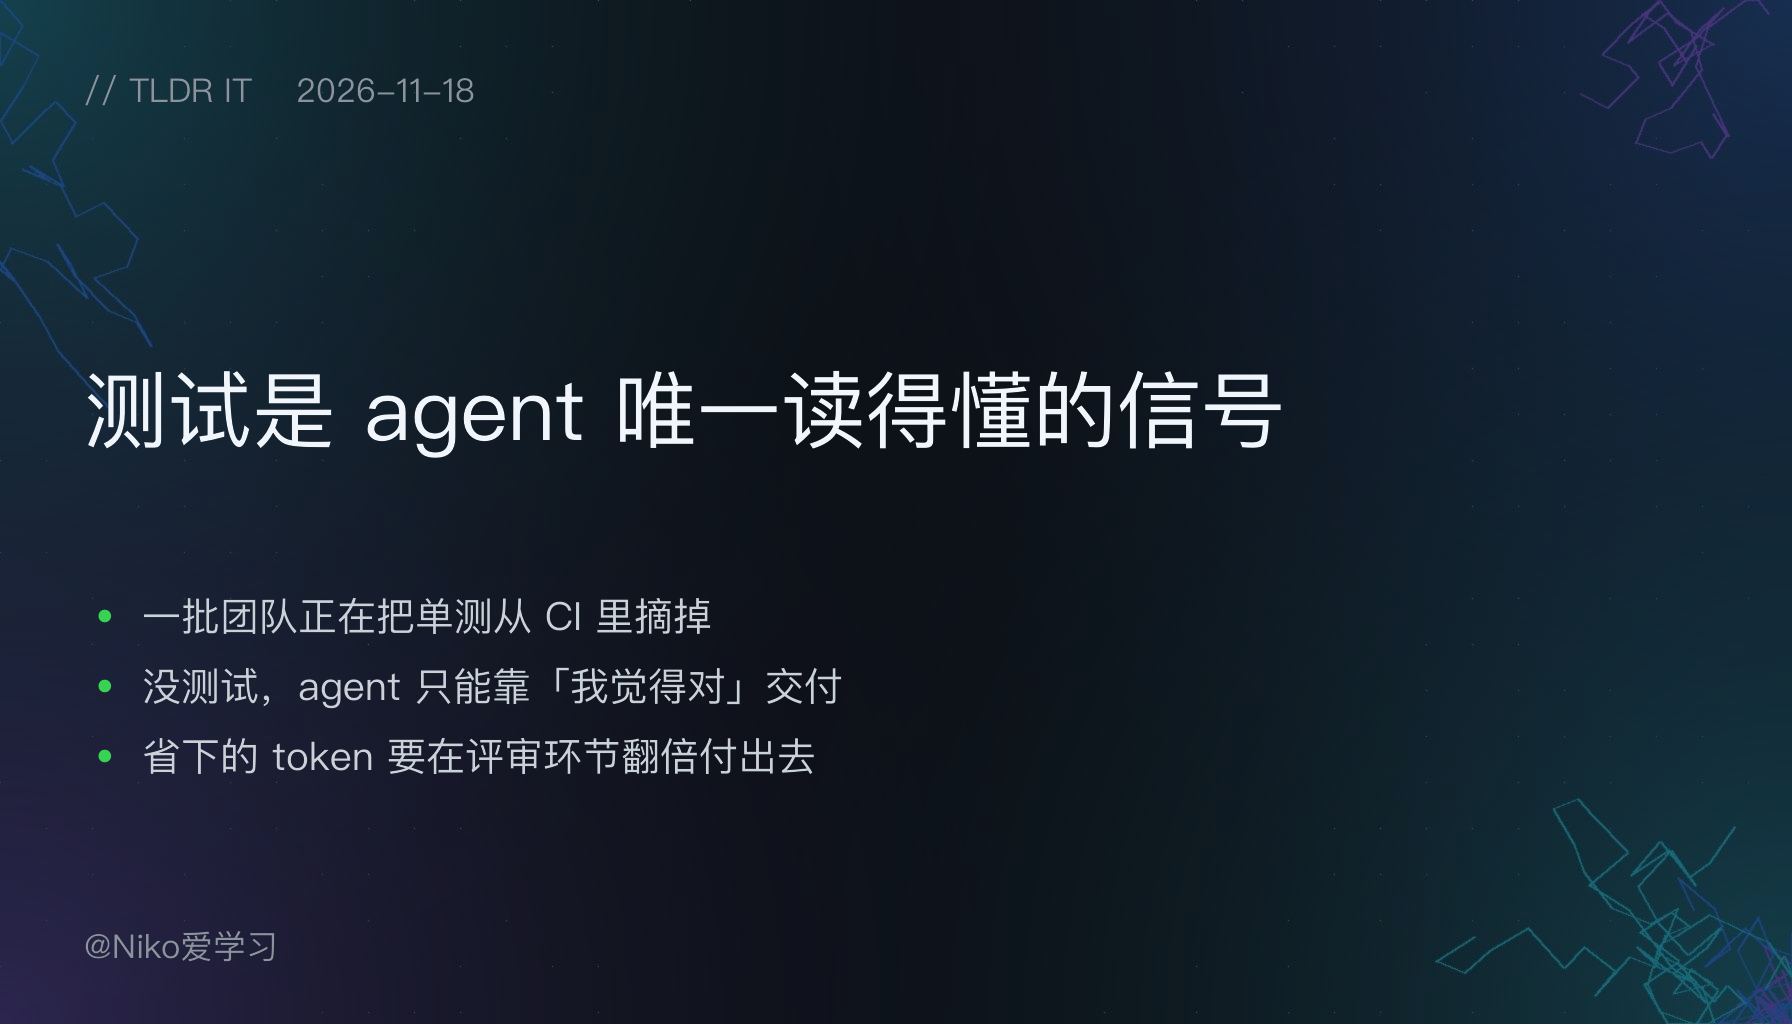 // TLDR IT 2026-11-18
测试是 agent 唯一读得懂的信号
• 一批团队正在把单测从 CI 里摘掉
• 没测试，agent 只能靠「我觉得对」交付
• 省下的 token 要在评审环节翻倍付出去
@Niko爱学习